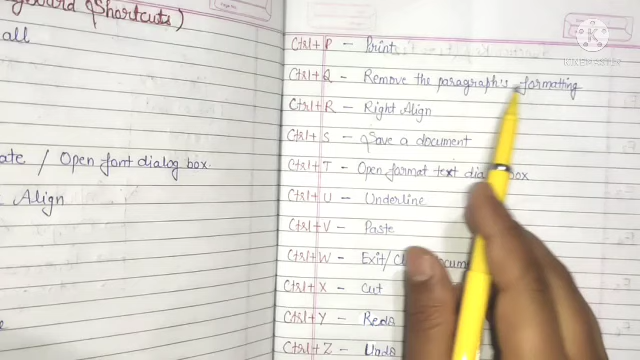 (Shortcuts)
all
ate / Open font dialog box.
Align
Ctrl+P - Print
Ctrl+Q - Remove the paragraph's formatting
Ctrl+R - Right Align
Ctrl+S - Save a document
Ctrl+T - Open format text box
Ctrl+U - Underline
Ctrl+V - Paste
Ctrl+W - Exit/
Ctrl+X - Cut
Ctrl+Y - Redo
Ctrl+Z - Undo
KINEMASTER